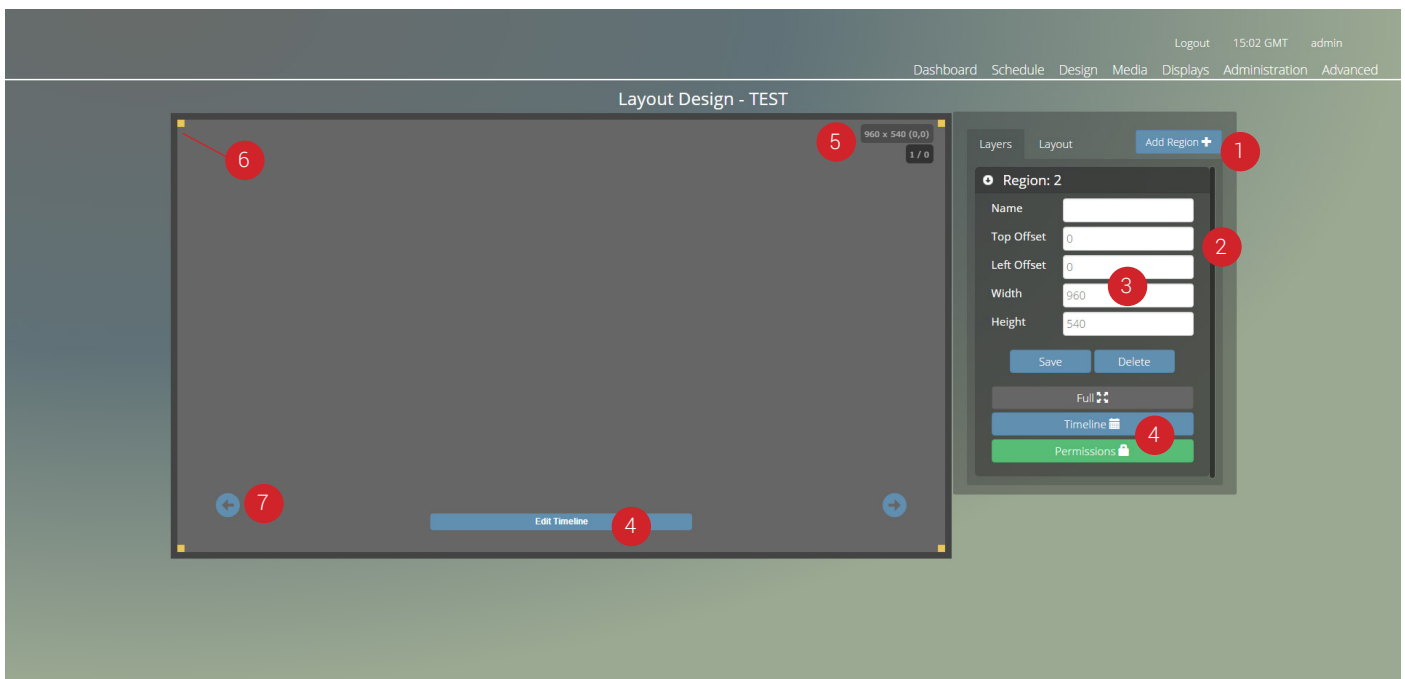 Logout 15:02 GMT admin
Dashboard Schedule Design Media Displays Administration Advanced
Layout Design - TEST
6
5
960 x 540 (0,0)
1 / 0
Layers Layout Add Region
1
Region: 2
Name
Top Offset 0
2
Left Offset 0
3
Width 960
Height 540
Save Delete
Full
Timeline
4
Permissions
7
Edit Timeline 4